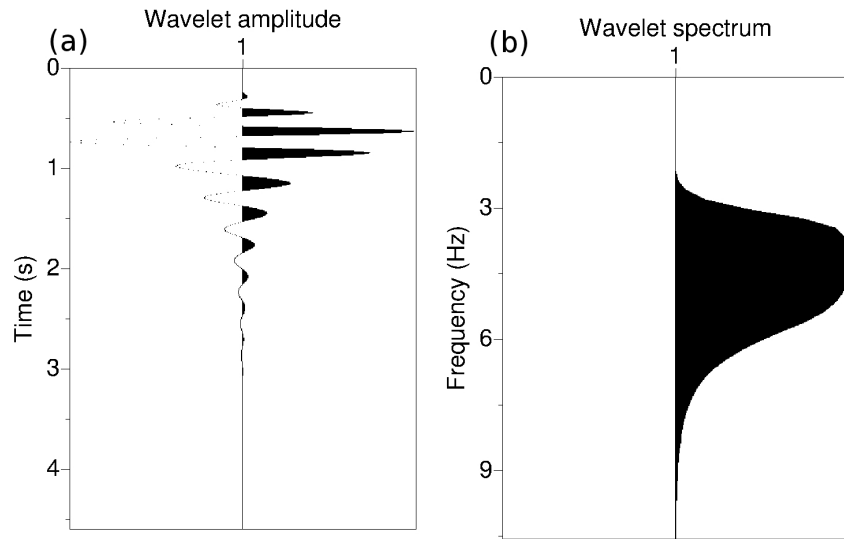 Wavelet amplitude
(a)
1
0
1
2
3
4
Time (s)
Wavelet spectrum
(b)
1
0
3
6
9
Frequency (Hz)